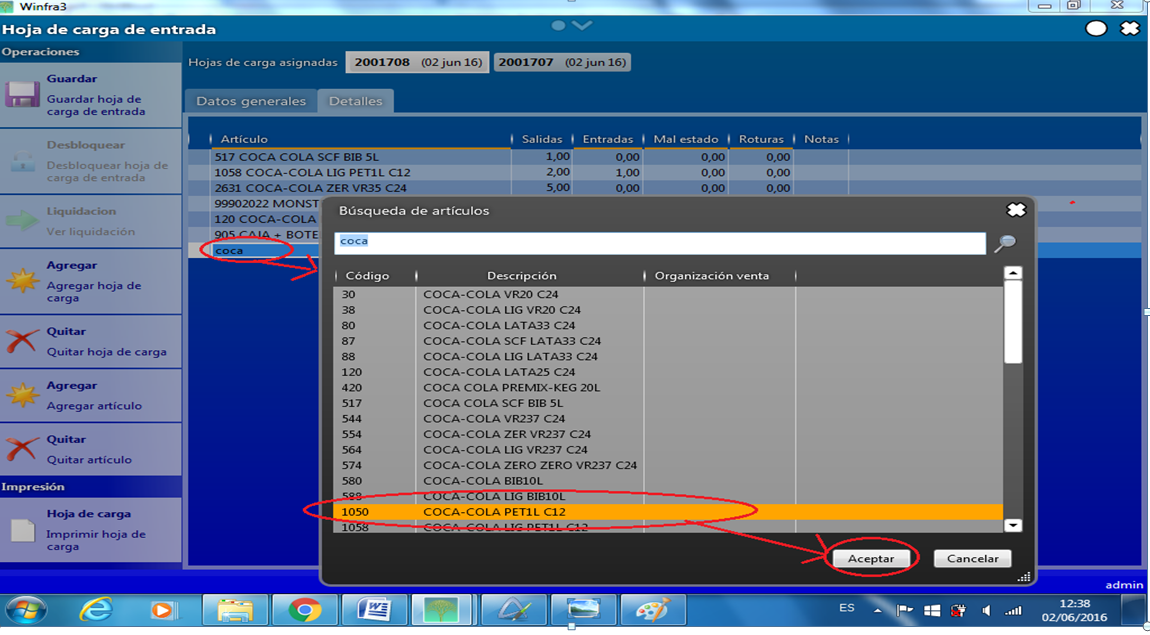 Winfra3
Hoja de carga de entrada
Operaciones
Guardar
Guardar hoja de
carga de entrada
Desbloquear
Desbloquear hoja de
carga de entrada
Liquidacion
Ver liquidación
Agregar
Agregar hoja de
carga
Quitar
Quitar hoja de carga
Agregar
Agregar artículo
Quitar
Quitar artículo
Impresión
Hoja de carga
Imprimir hoja de
carga
Hojas de carga asignadas 2001708 (02 jun 16) 2001707 (02 jun 16)
Datos generales Detalles
Artículo Salidas Entradas Mal estado Roturas Notas
517 COCA COLA SCF BIB 5L 1,00 0,00 0,00 0,00
1058 COCA-COLA LIG PET1L C12 2,00 1,00 0,00 0,00
2631 COCA-COLA ZER VR35 C24 5,00 0,00 0,00 0,00
99902022 MONST
120 COCA-COLA
905 CAJA + BOTE
coca
Búsqueda de artículos
coca
Código Descripción Organización venta
30 COCA-COLA VR20 C24
38 COCA-COLA LIG VR20 C24
80 COCA-COLA LATA33 C24
87 COCA-COLA SCF LATA33 C24
88 COCA-COLA LIG LATA33 C24
120 COCA-COLA LATA25 C24
420 COCA COLA PREMIX-KEG 20L
517 COCA COLA SCF BIB 5L
544 COCA-COLA VR237 C24
554 COCA-COLA ZER VR237 C24
564 COCA-COLA LIG VR237 C24
574 COCA-COLA ZERO ZERO VR237 C24
580 COCA-COLA BIB10L
588 COCA-COLA LIG BIB10L
1050 COCA-COLA PET1L C12
1058 COCA-COLA LIG PET1L C12
Aceptar Cancelar
admin
ES 12:38
02/06/2016